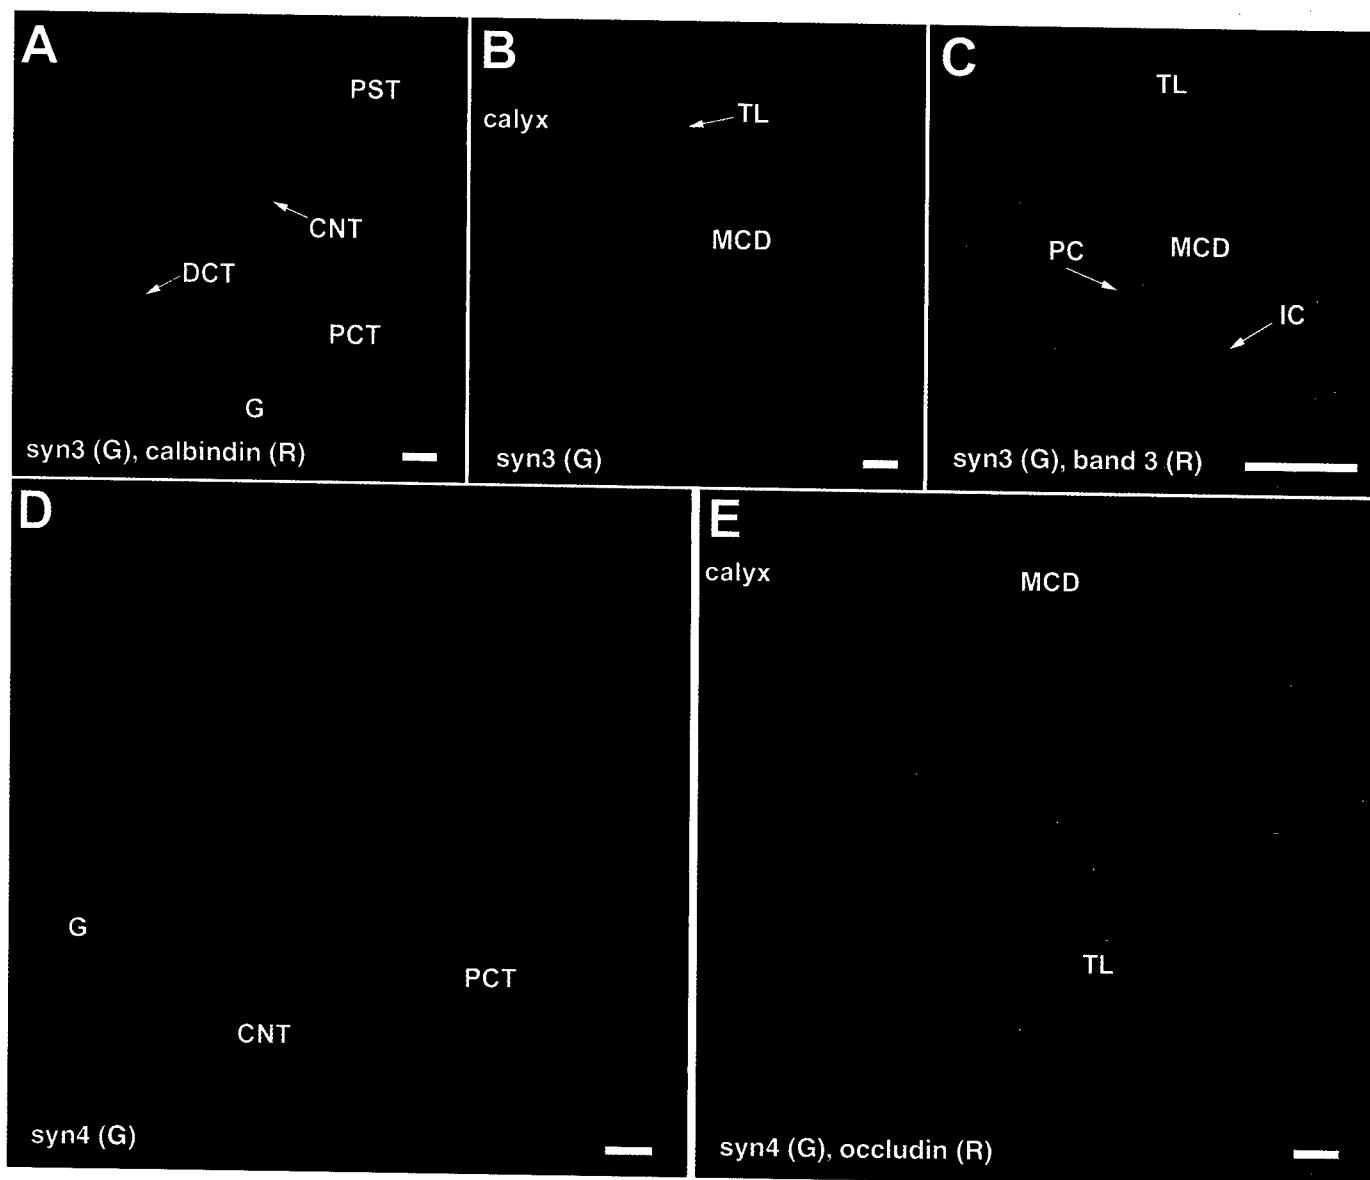 A
PST
CNT
DCT
PCT
G
syn3 (G), calbindin (R)
B
calyx
TL
MCD
syn3 (G)
C
TL
PC
MCD
IC
syn3 (G), band 3 (R)
D
G
PCT
CNT
syn4 (G)
E
calyx
MCD
TL
syn4 (G), occludin (R)